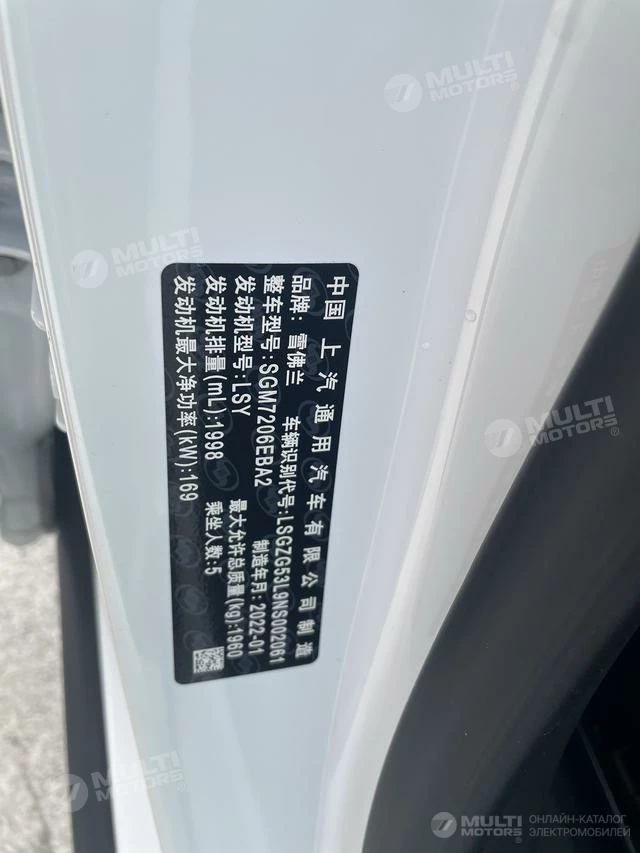 中国 上汽通用汽车有限公司制造
品牌: 雪佛兰 车辆识别代号: LSGZG53L9NS002061
整车型号: SGM7206EBA2 制造年月: 2022-01
发动机型号: LSY 最大允许总质量(kg):1960
发动机排量(mL): 1998 乘坐人数:5
发动机最大净功率(kW): 169
MULTI
MOTORS®
MULTI
MOTORS®
MULTI
MOTORS®
MULTI
MOTORS®
MULTI
MOTORS®
ОНЛАЙН-КАТАЛОГ
ЭЛЕКТРОМОБИЛЕЙ